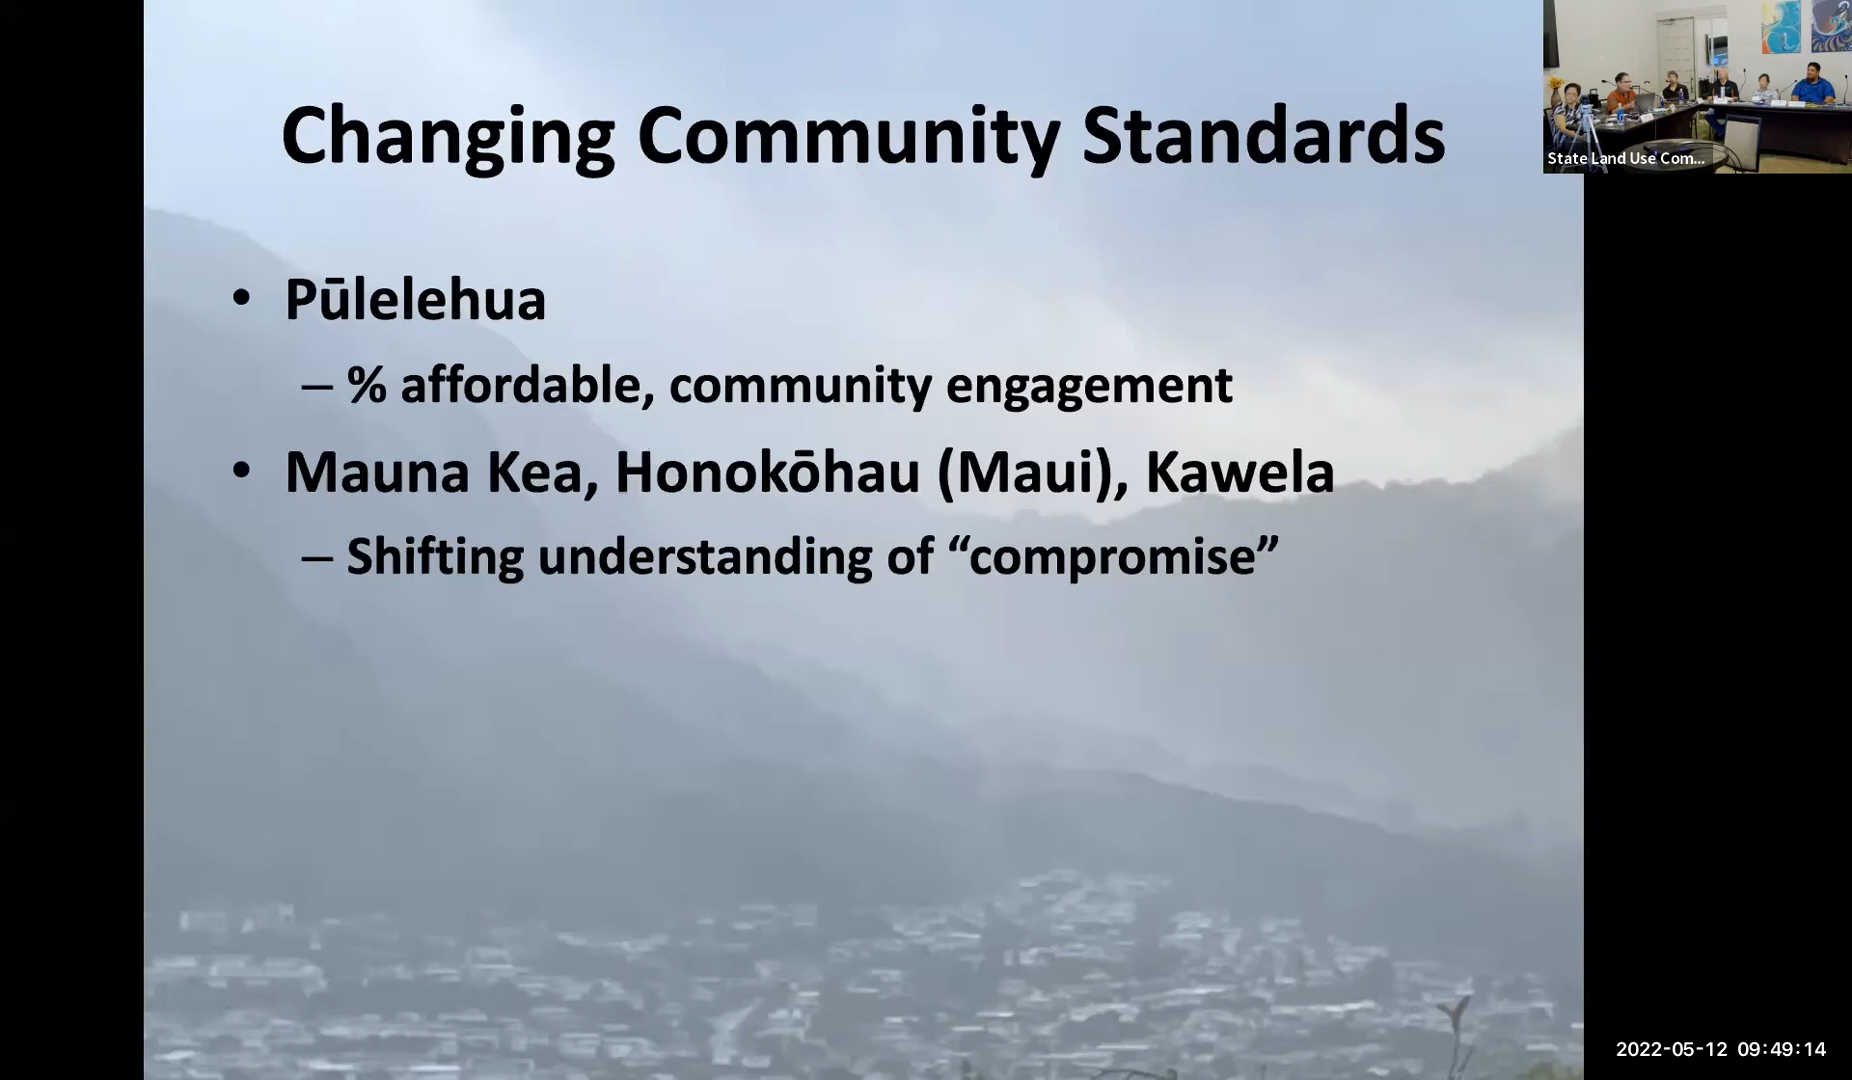 Changing Community Standards
• Pūlelehua
– % affordable, community engagement
• Mauna Kea, Honokōhau (Maui), Kawela
– Shifting understanding of “compromise”
State Land Use Com...
2022-05-12 09:49:14